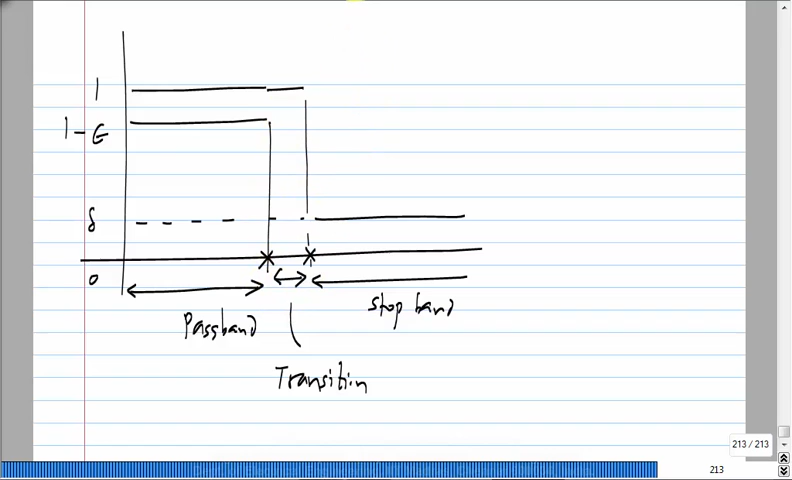 1
1-ϵ
δ
0
Passband
Stop band
Transition
213 / 213
213